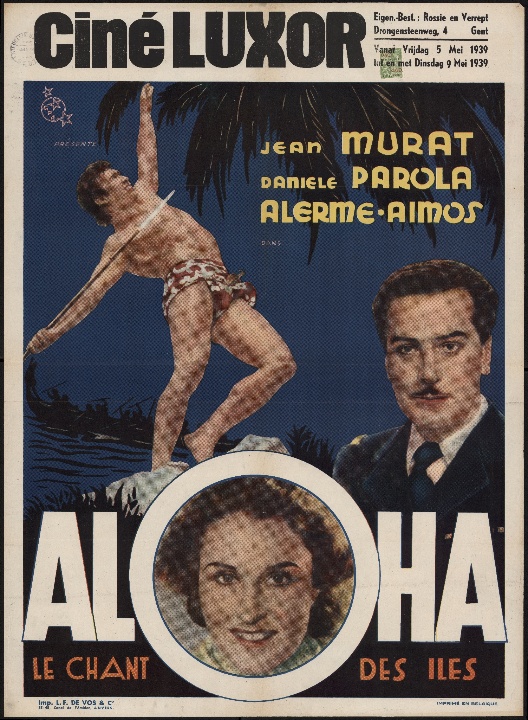 Ciné LUXOR
Eigen.-Best.: Rossie en Verrept
Drongensteenweg, 4 Gent
Vanaf Vrijdag 5 Mei 1939
tot en met Dinsdag 9 Mei 1939
PRESENTE
JEAN MURAT
DANIELE PAROLA
ALERME-AIMOS
DANS
ALOHA
LE CHANT DES ILES
Imp. L. F. DE VOS & Cº
IMPRIMÉ EN BELGIQUE